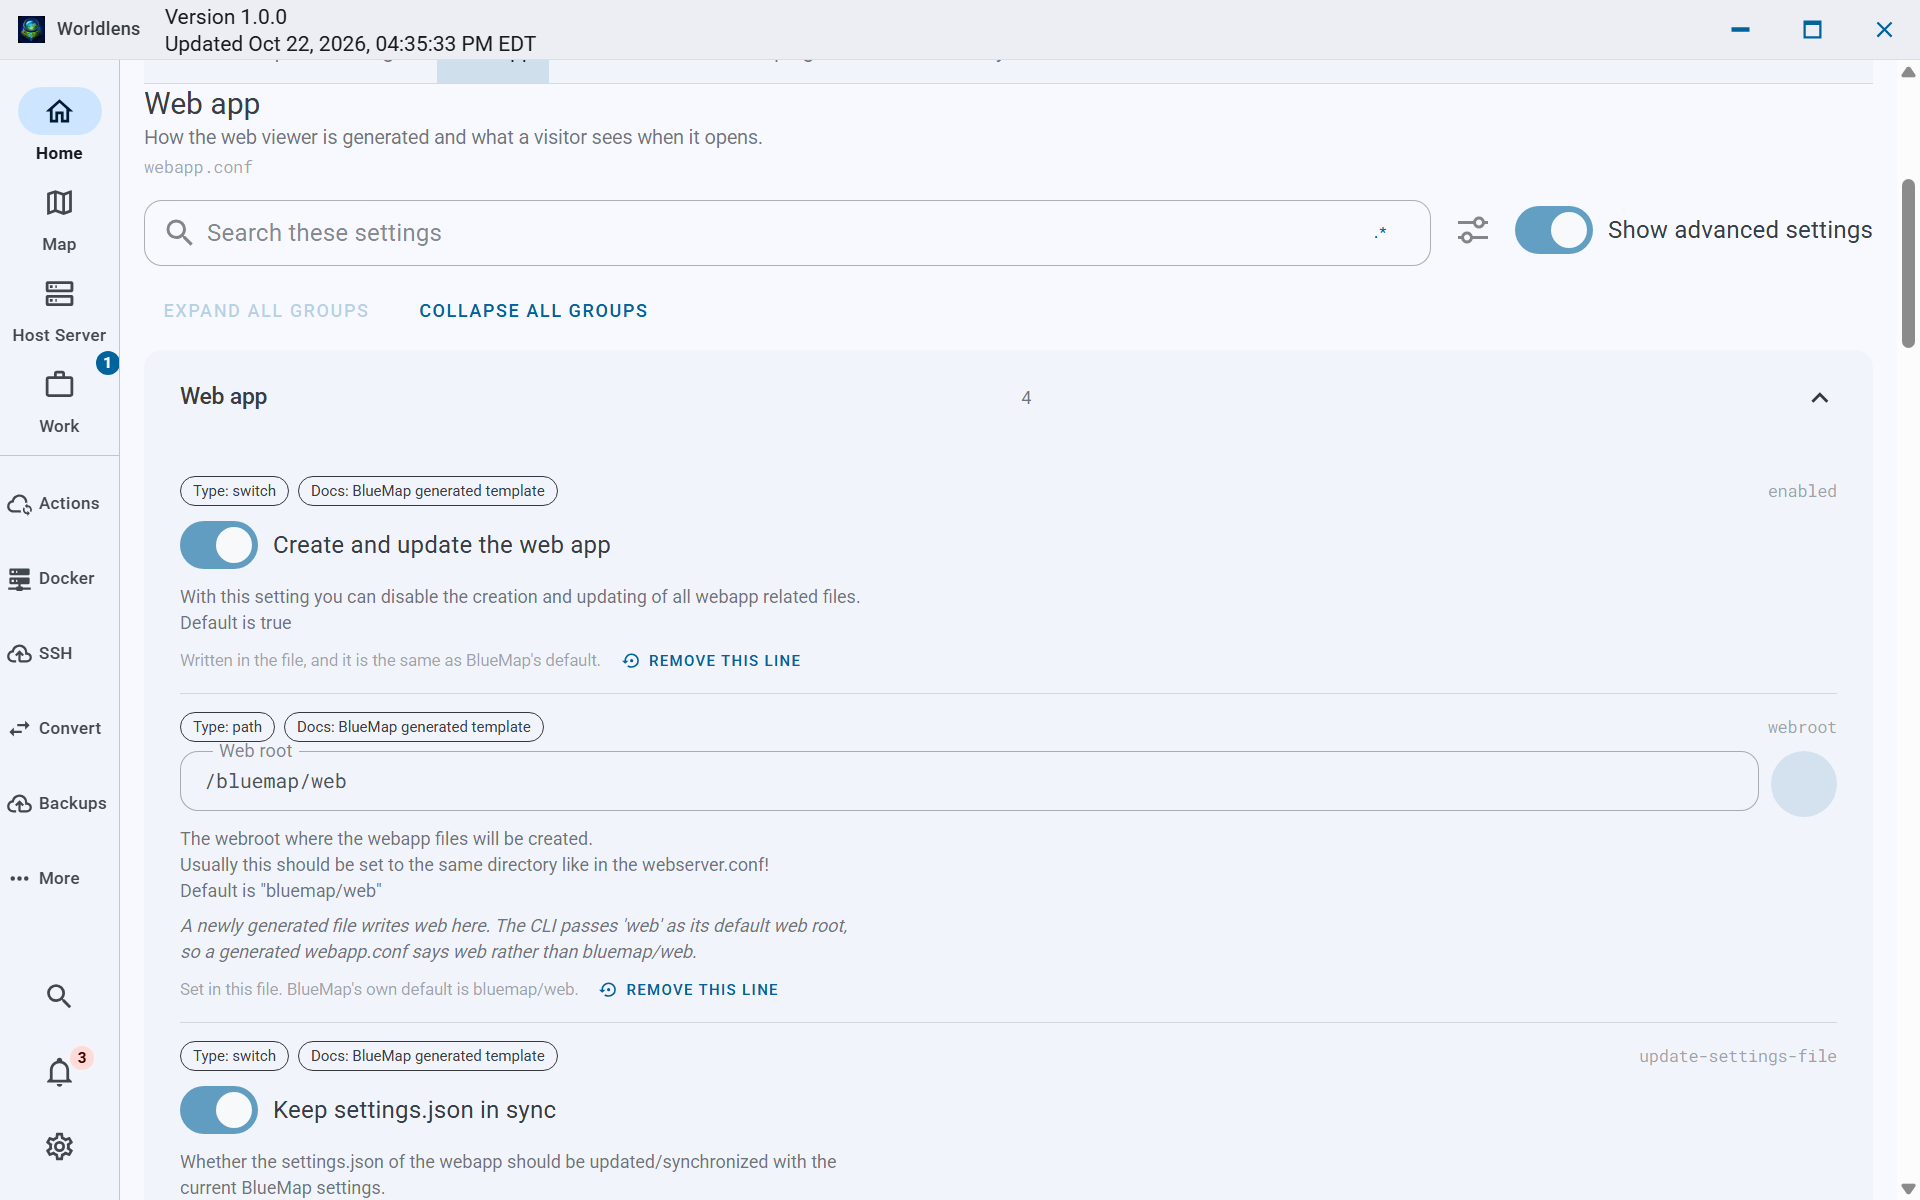 Worldlens
Version 1.0.0
Updated Oct 22, 2026, 04:35:33 PM EDT
Home
Map
Host Server
1
Work
Actions
Docker
SSH
Convert
Backups
More
3
Web app
How the web viewer is generated and what a visitor sees when it opens.
webapp.conf
Search these settings
.*
Show advanced settings
EXPAND ALL GROUPS
COLLAPSE ALL GROUPS
Web app
4
Type: switch
Docs: BlueMap generated template
enabled
Create and update the web app
With this setting you can disable the creation and updating of all webapp related files.
Default is true
Written in the file, and it is the same as BlueMap's default.
REMOVE THIS LINE
Type: path
Docs: BlueMap generated template
webroot
Web root
/bluemap/web
The webroot where the webapp files will be created.
Usually this should be set to the same directory like in the webserver.conf!
Default is "bluemap/web"
A newly generated file writes web here. The CLI passes 'web' as its default web root,
so a generated webapp.conf says web rather than bluemap/web.
Set in this file. BlueMap's own default is bluemap/web.
REMOVE THIS LINE
Type: switch
Docs: BlueMap generated template
update-settings-file
Keep settings.json in sync
Whether the settings.json of the webapp should be updated/synchronized with the
current BlueMap settings.